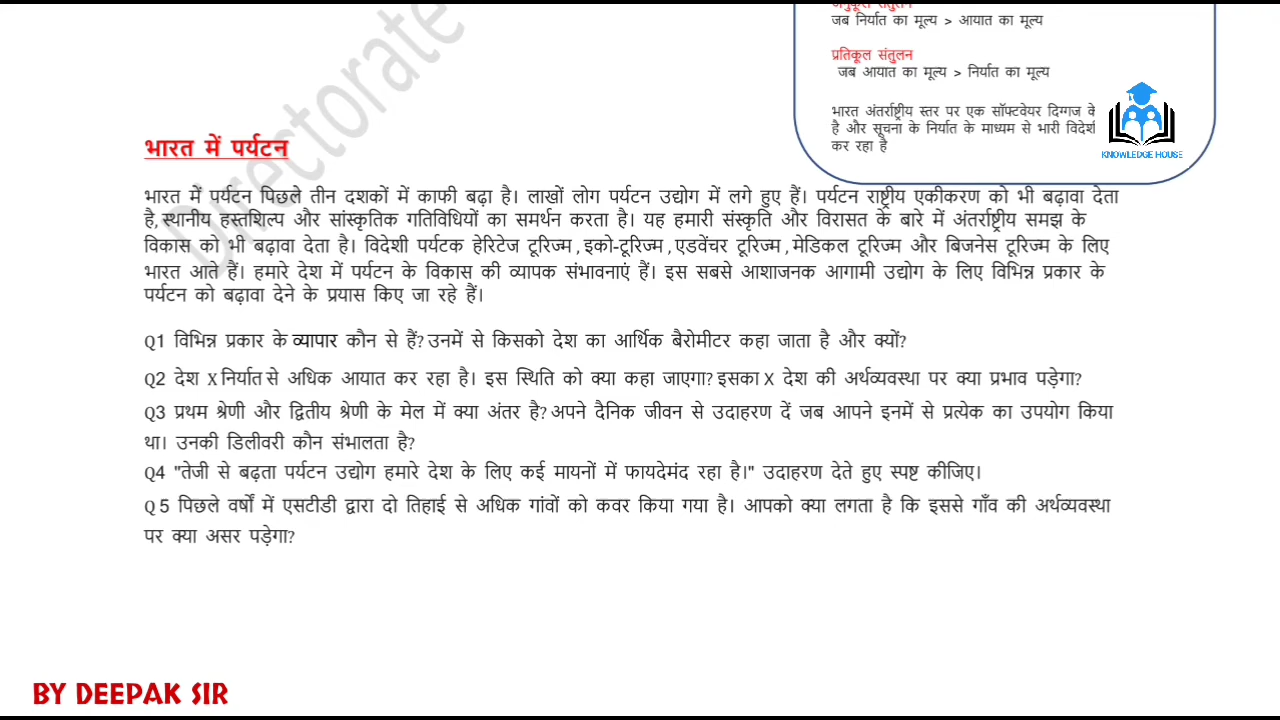 अनुकूल संतुलन
जब निर्यात का मूल्य > आयात का मूल्य
प्रतिकूल संतुलन
जब आयात का मूल्य > निर्यात का मूल्य
भारत अंतर्राष्ट्रीय स्तर पर एक सॉफ्टवेयर दिग्गज के
है और सूचना के निर्यात के माध्यम से भारी विदेशी
कर रहा है
KNOWLEDGE HOUSE
Directorate
भारत में पर्यटन
भारत में पर्यटन पिछले तीन दशकों में काफी बढ़ा है। लाखों लोग पर्यटन उद्योग में लगे हुए हैं। पर्यटन राष्ट्रीय एकीकरण को भी बढ़ावा देता
है, स्थानीय हस्तशिल्प और सांस्कृतिक गतिविधियों का समर्थन करता है। यह हमारी संस्कृति और विरासत के बारे में अंतर्राष्ट्रीय समझ के
विकास को भी बढ़ावा देता है। विदेशी पर्यटक हेरिटेज टूरिज्म, इको-टूरिज्म, एडवेंचर टूरिज्म, मेडिकल टूरिज्म और बिजनेस टूरिज्म के लिए
भारत आते हैं। हमारे देश में पर्यटन के विकास की व्यापक संभावनाएं हैं। इस सबसे आशाजनक आगामी उद्योग के लिए विभिन्न प्रकार के
पर्यटन को बढ़ावा देने के प्रयास किए जा रहे हैं।
Q1 विभिन्न प्रकार के व्यापार कौन से हैं? उनमें से किसको देश का आर्थिक बैरोमीटर कहा जाता है और क्यों?
Q2 देश X निर्यात से अधिक आयात कर रहा है। इस स्थिति को क्या कहा जाएगा? इसका X देश की अर्थव्यवस्था पर क्या प्रभाव पड़ेगा?
Q3 प्रथम श्रेणी और द्वितीय श्रेणी के मेल में क्या अंतर है? अपने दैनिक जीवन से उदाहरण दें जब आपने इनमें से प्रत्येक का उपयोग किया
था। उनकी डिलीवरी कौन संभालता है?
Q4 "तेजी से बढ़ता पर्यटन उद्योग हमारे देश के लिए कई मायनों में फायदेमंद रहा है।" उदाहरण देते हुए स्पष्ट कीजिए।
Q 5 पिछले वर्षों में एसटीडी द्वारा दो तिहाई से अधिक गांवों को कवर किया गया है। आपको क्या लगता है कि इससे गाँव की अर्थव्यवस्था
पर क्या असर पड़ेगा?
BY DEEPAK SIR